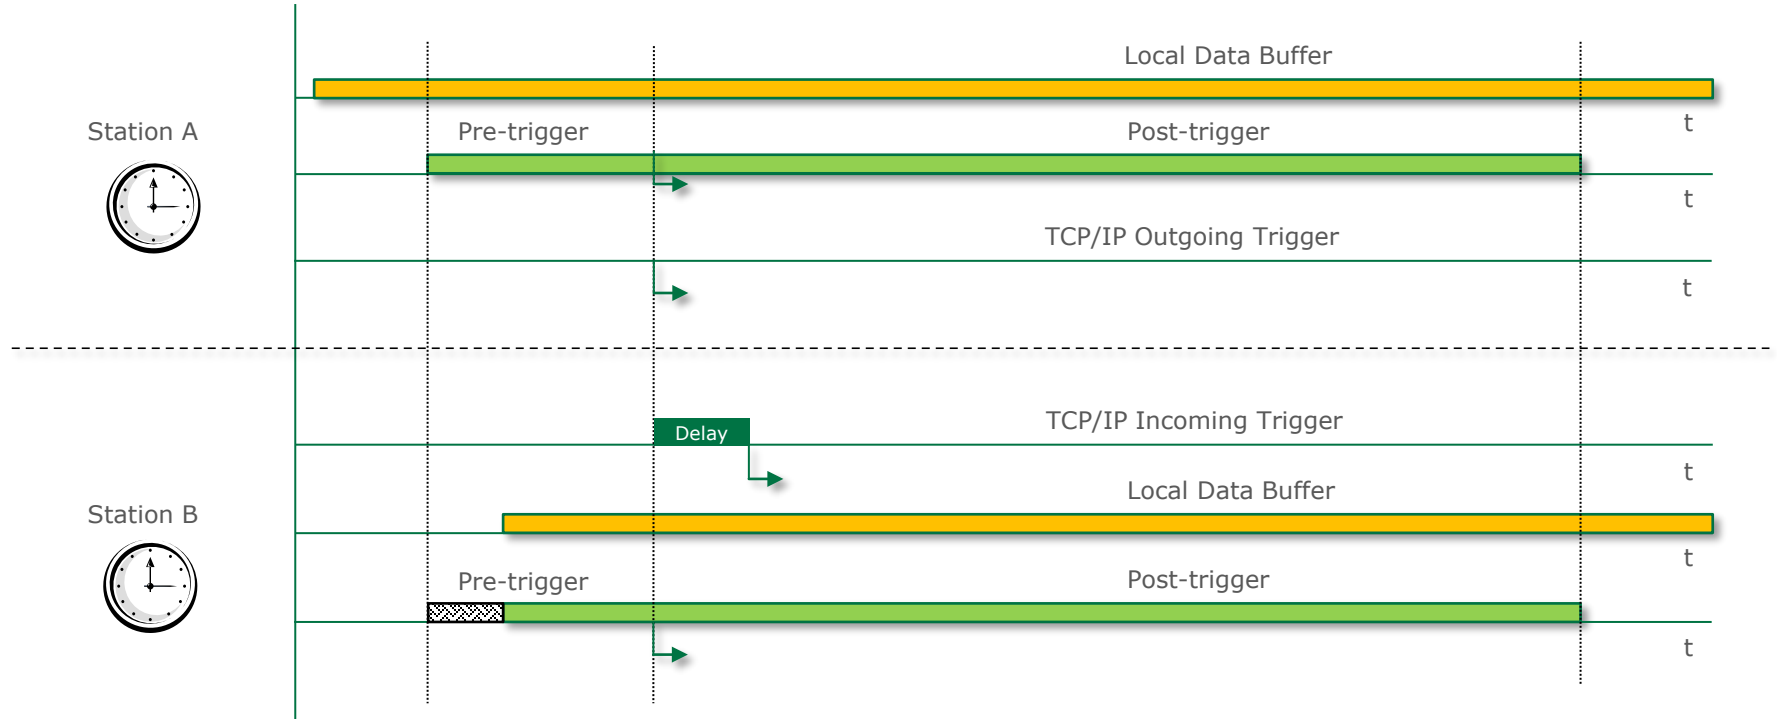 Local Data Buffer
t
Station A
Pre-trigger
Post-trigger
t
TCP/IP Outgoing Trigger
t
TCP/IP Incoming Trigger
Delay
t
Local Data Buffer
Station B
t
Pre-trigger
Post-trigger
t